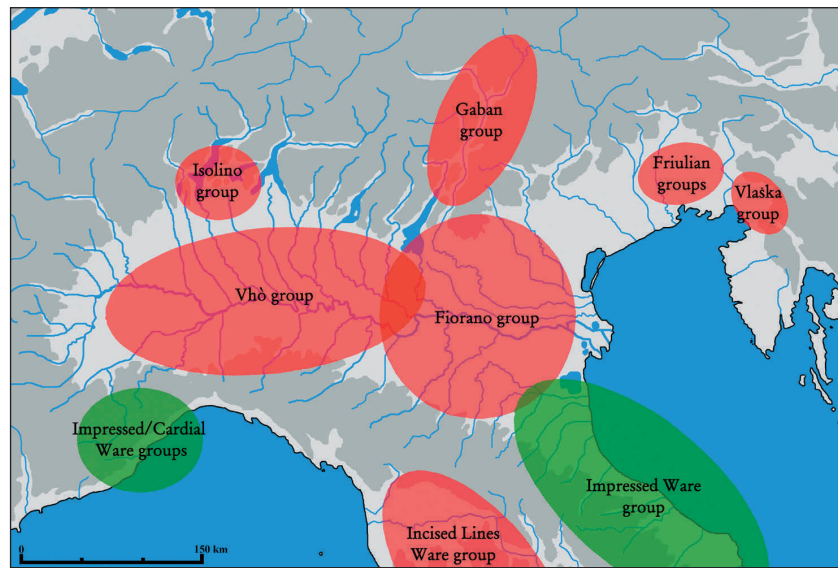 Gaban
group
Isolino
group
Friulian
groups
Vlaška
group
Vhò group
Fiorano group
Impressed/Cardial
Ware groups
Impressed Ware
group
Incised Lines
Ware group
0
150 km